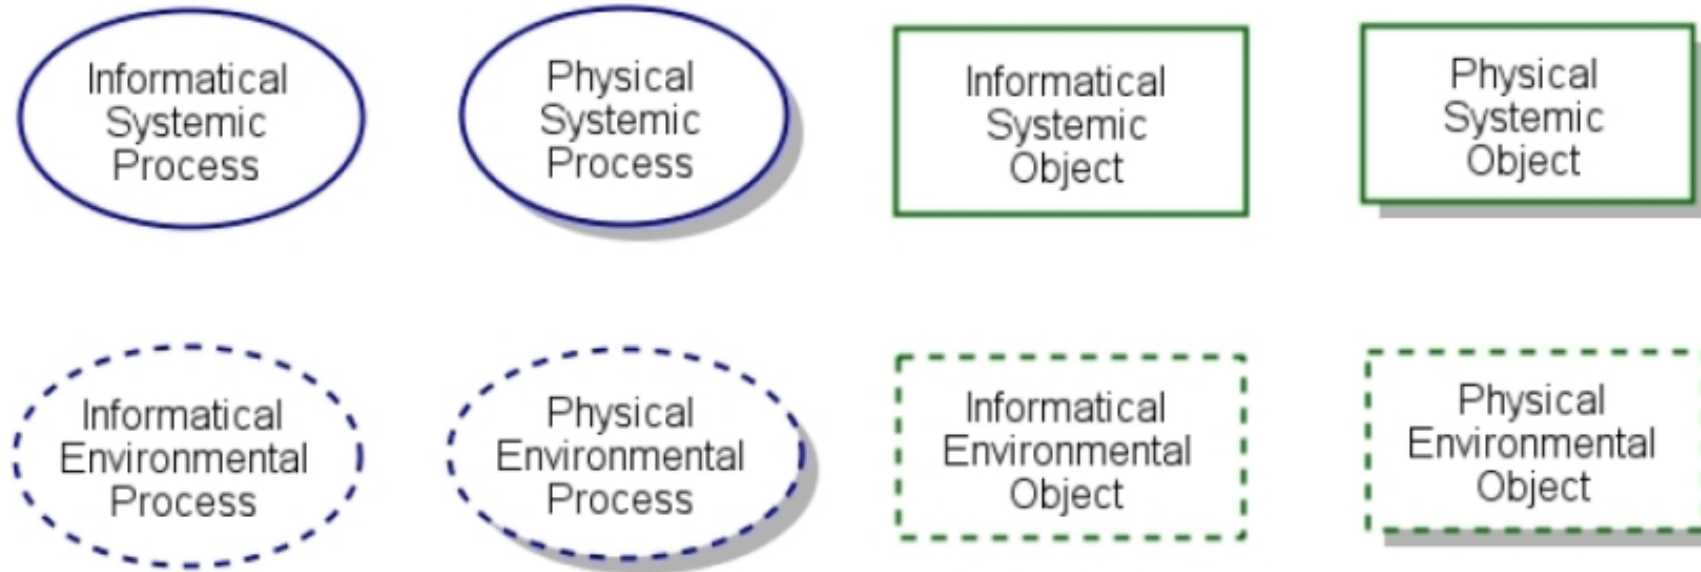 Informatical
Systemic
Process
Physical
Systemic
Process
Informatical
Systemic
Object
Physical
Systemic
Object
Informatical
Environmental
Process
Physical
Environmental
Process
Informatical
Environmental
Object
Physical
Environmental
Object